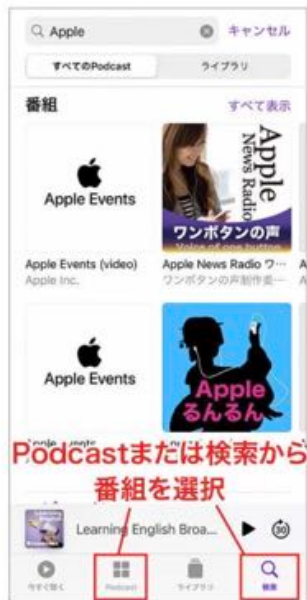 Apple
キャンセル
すべてのPodcast
ライブラリ
番組
すべて表示
Apple Events
Apple
News Radio
ワンボタンの声
Voice of one button
Apple Events (video)
Apple Inc.
Apple News Radio ワ…
ワンボタンの声制作委…
Apple Events
Apple
るんるん
Podcastまたは検索から
番組を選択
Learning English Broa...
30
今すぐ聴く
Podcast
ライブラリ
検索